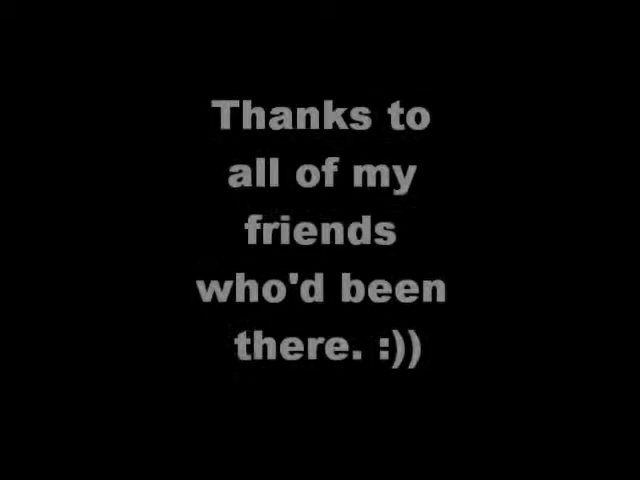 Thanks to
all of my
friends
who'd been
there. :))